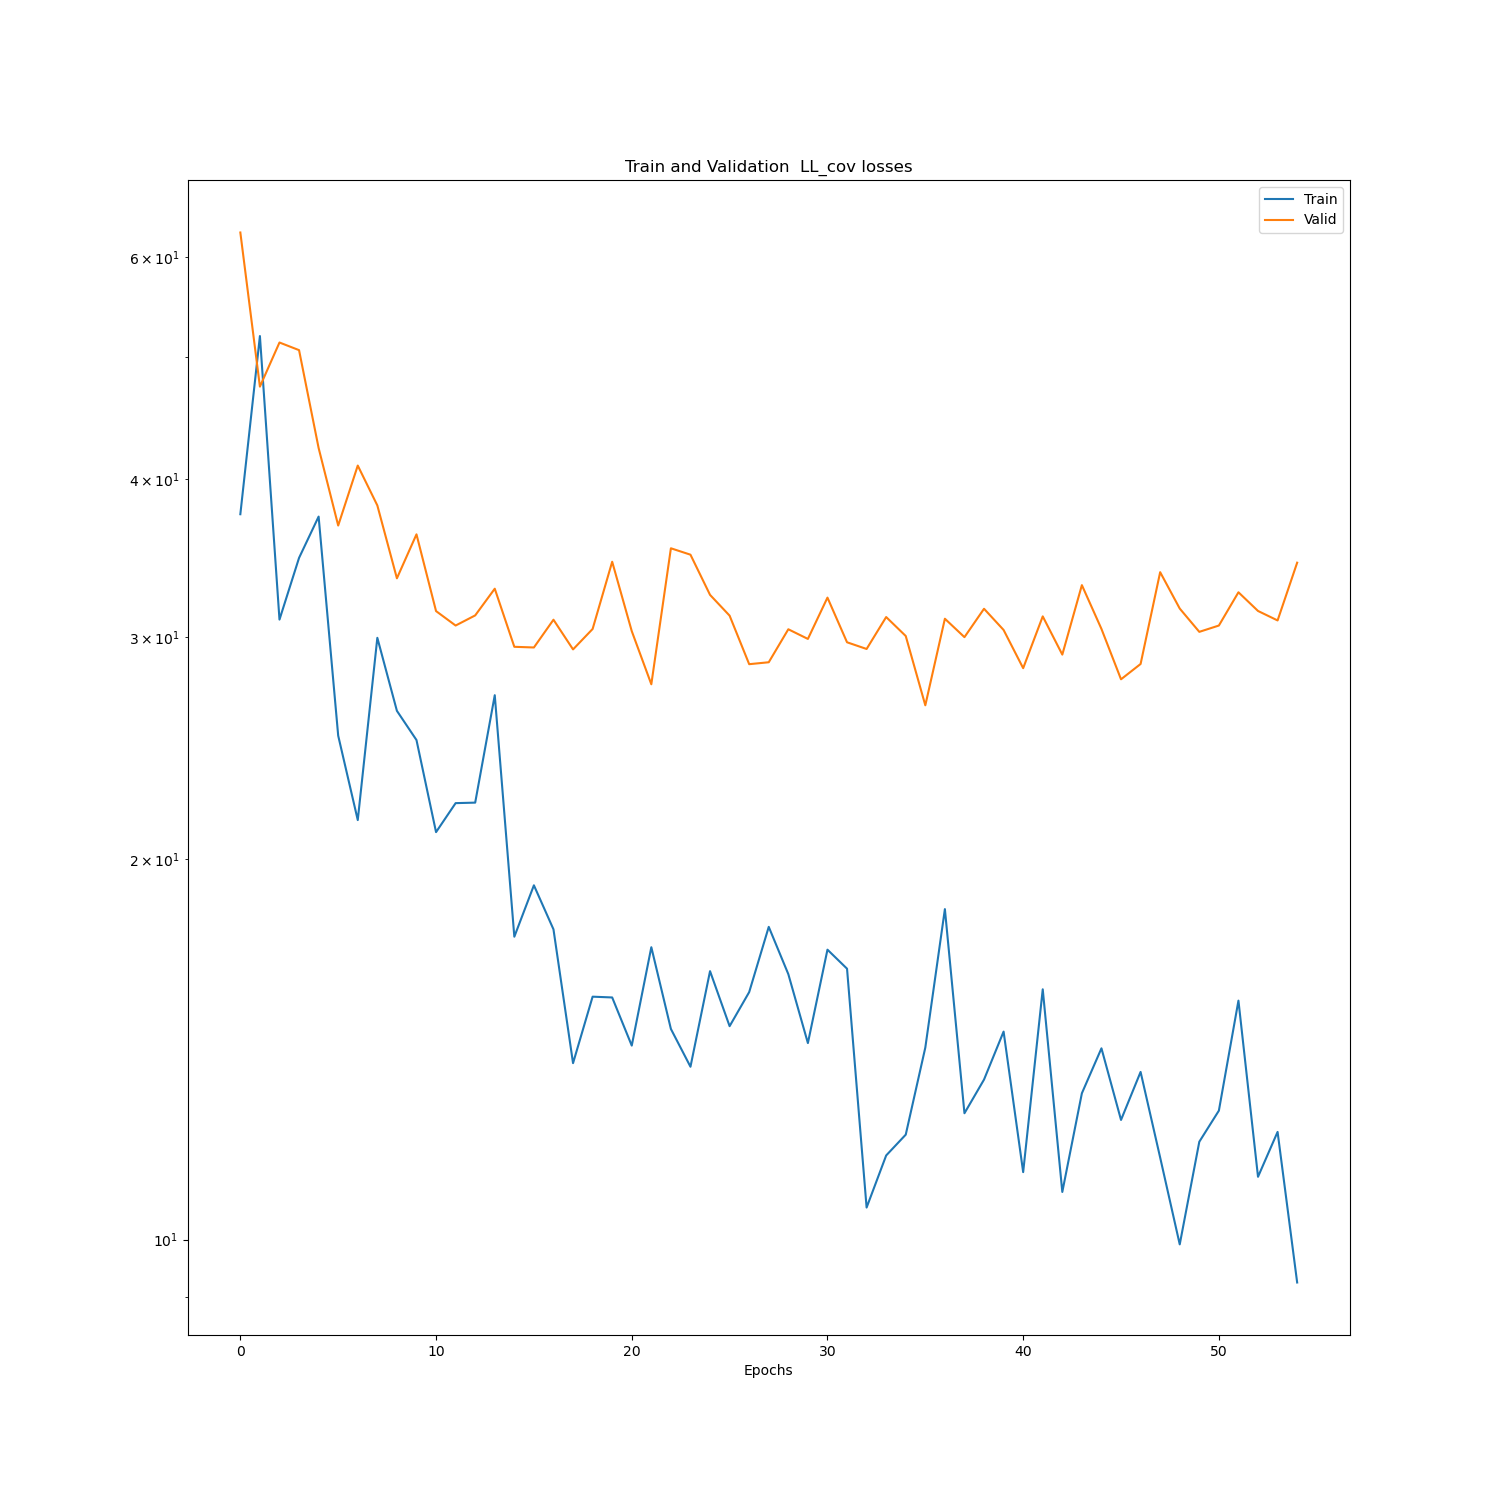 Train and Validation  LL_cov losses
Train
Valid
6 × 10¹
4 × 10¹
3 × 10¹
2 × 10¹
10¹
0 10 20 30 40 50
Epochs